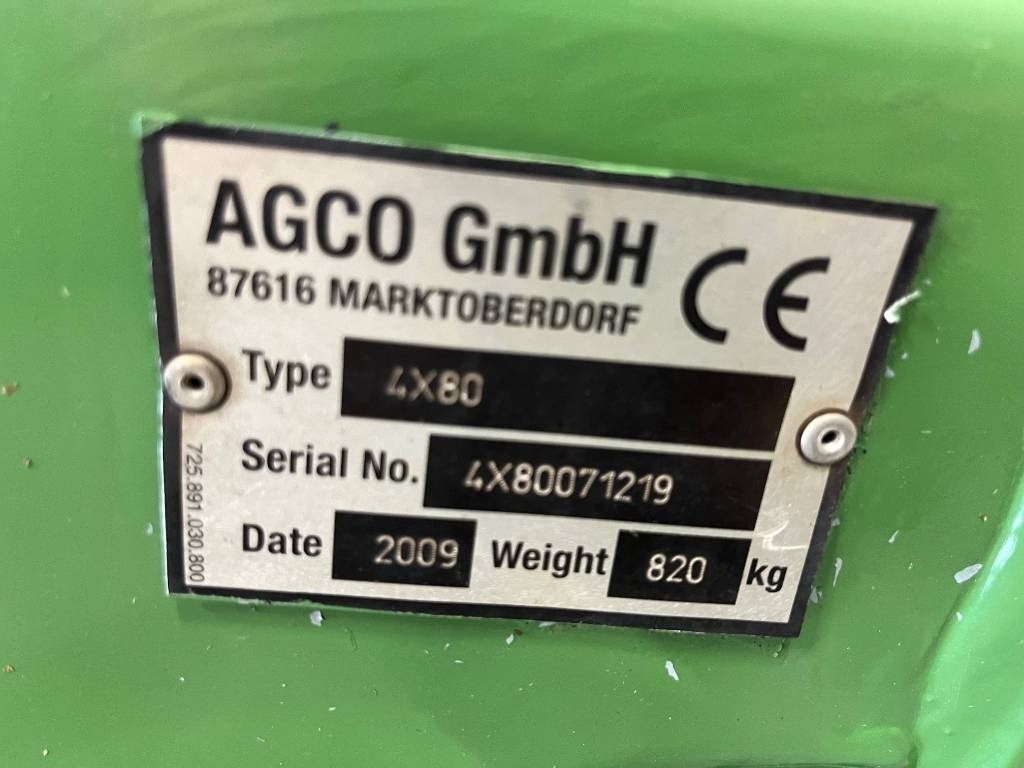 AGCO GmbH CE
87616 MARKTOBERDORF
Type 4X80
Serial No. 4X80071219
Date 2009 Weight 820 kg
725.891.030.800